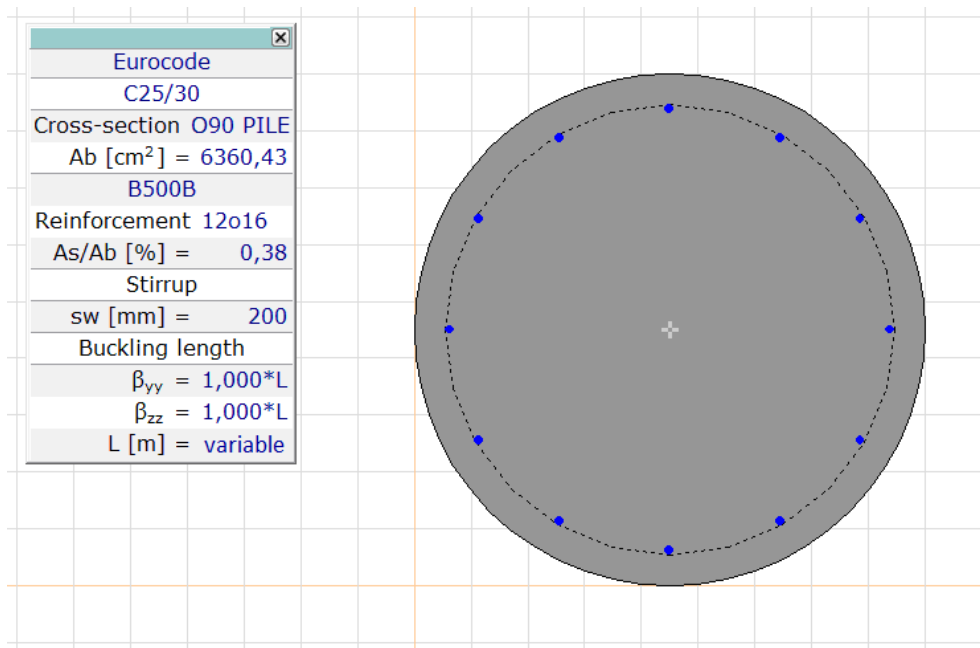 Eurocode
C25/30
Cross-section O90 PILE
Ab [cm²] = 6360,43
B500B
Reinforcement 12o16
As/Ab [%] = 0,38
Stirrup
sw [mm] = 200
Buckling length
βyy = 1,000*L
βzz = 1,000*L
L [m] = variable